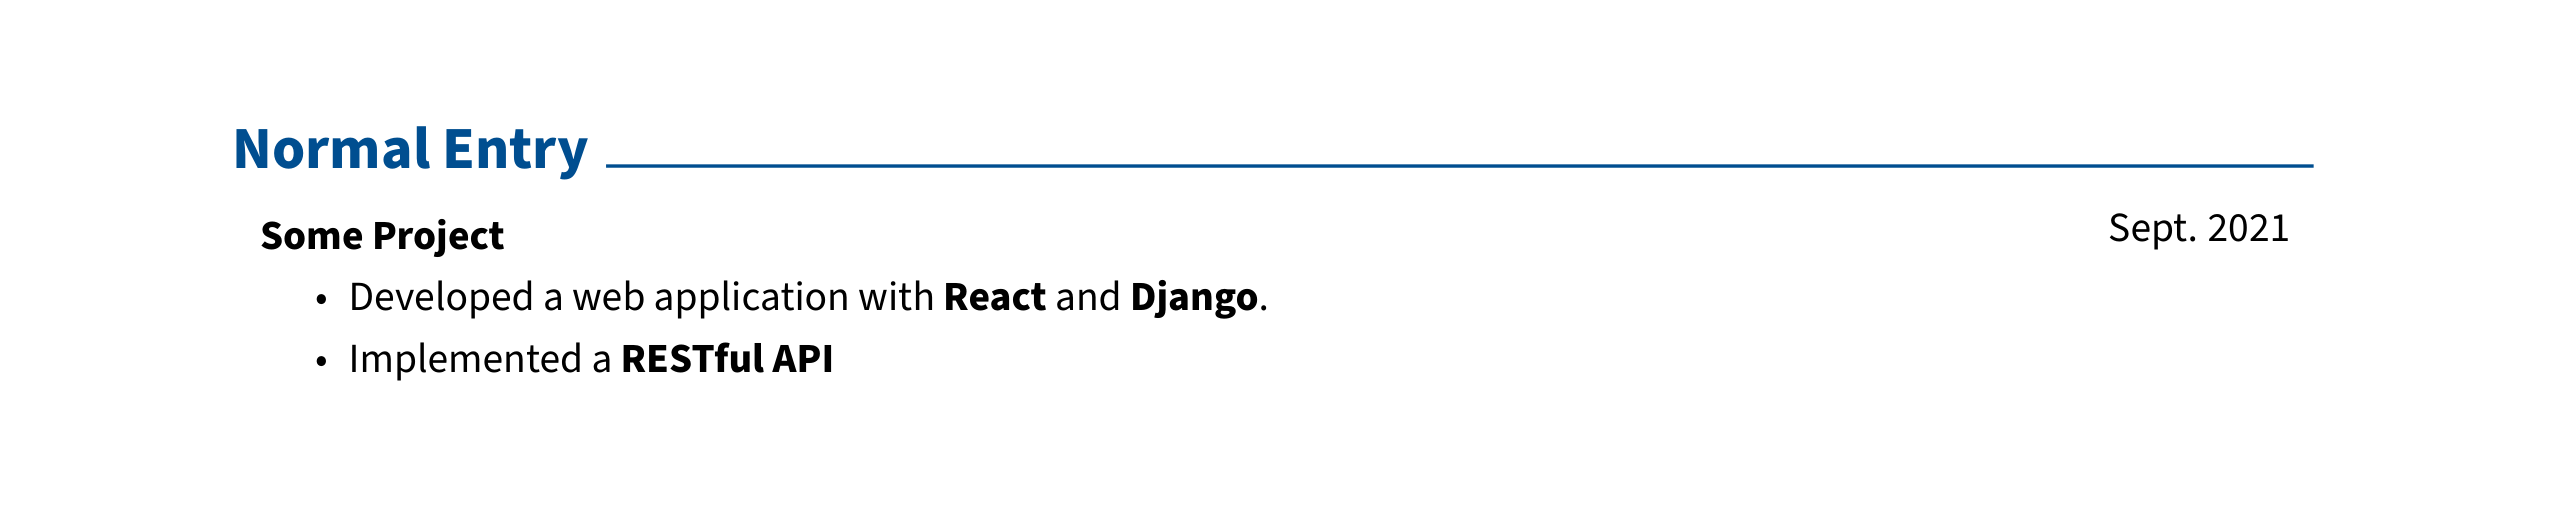 Normal Entry
Some Project Sept. 2021
• Developed a web application with React and Django.
• Implemented a RESTful API